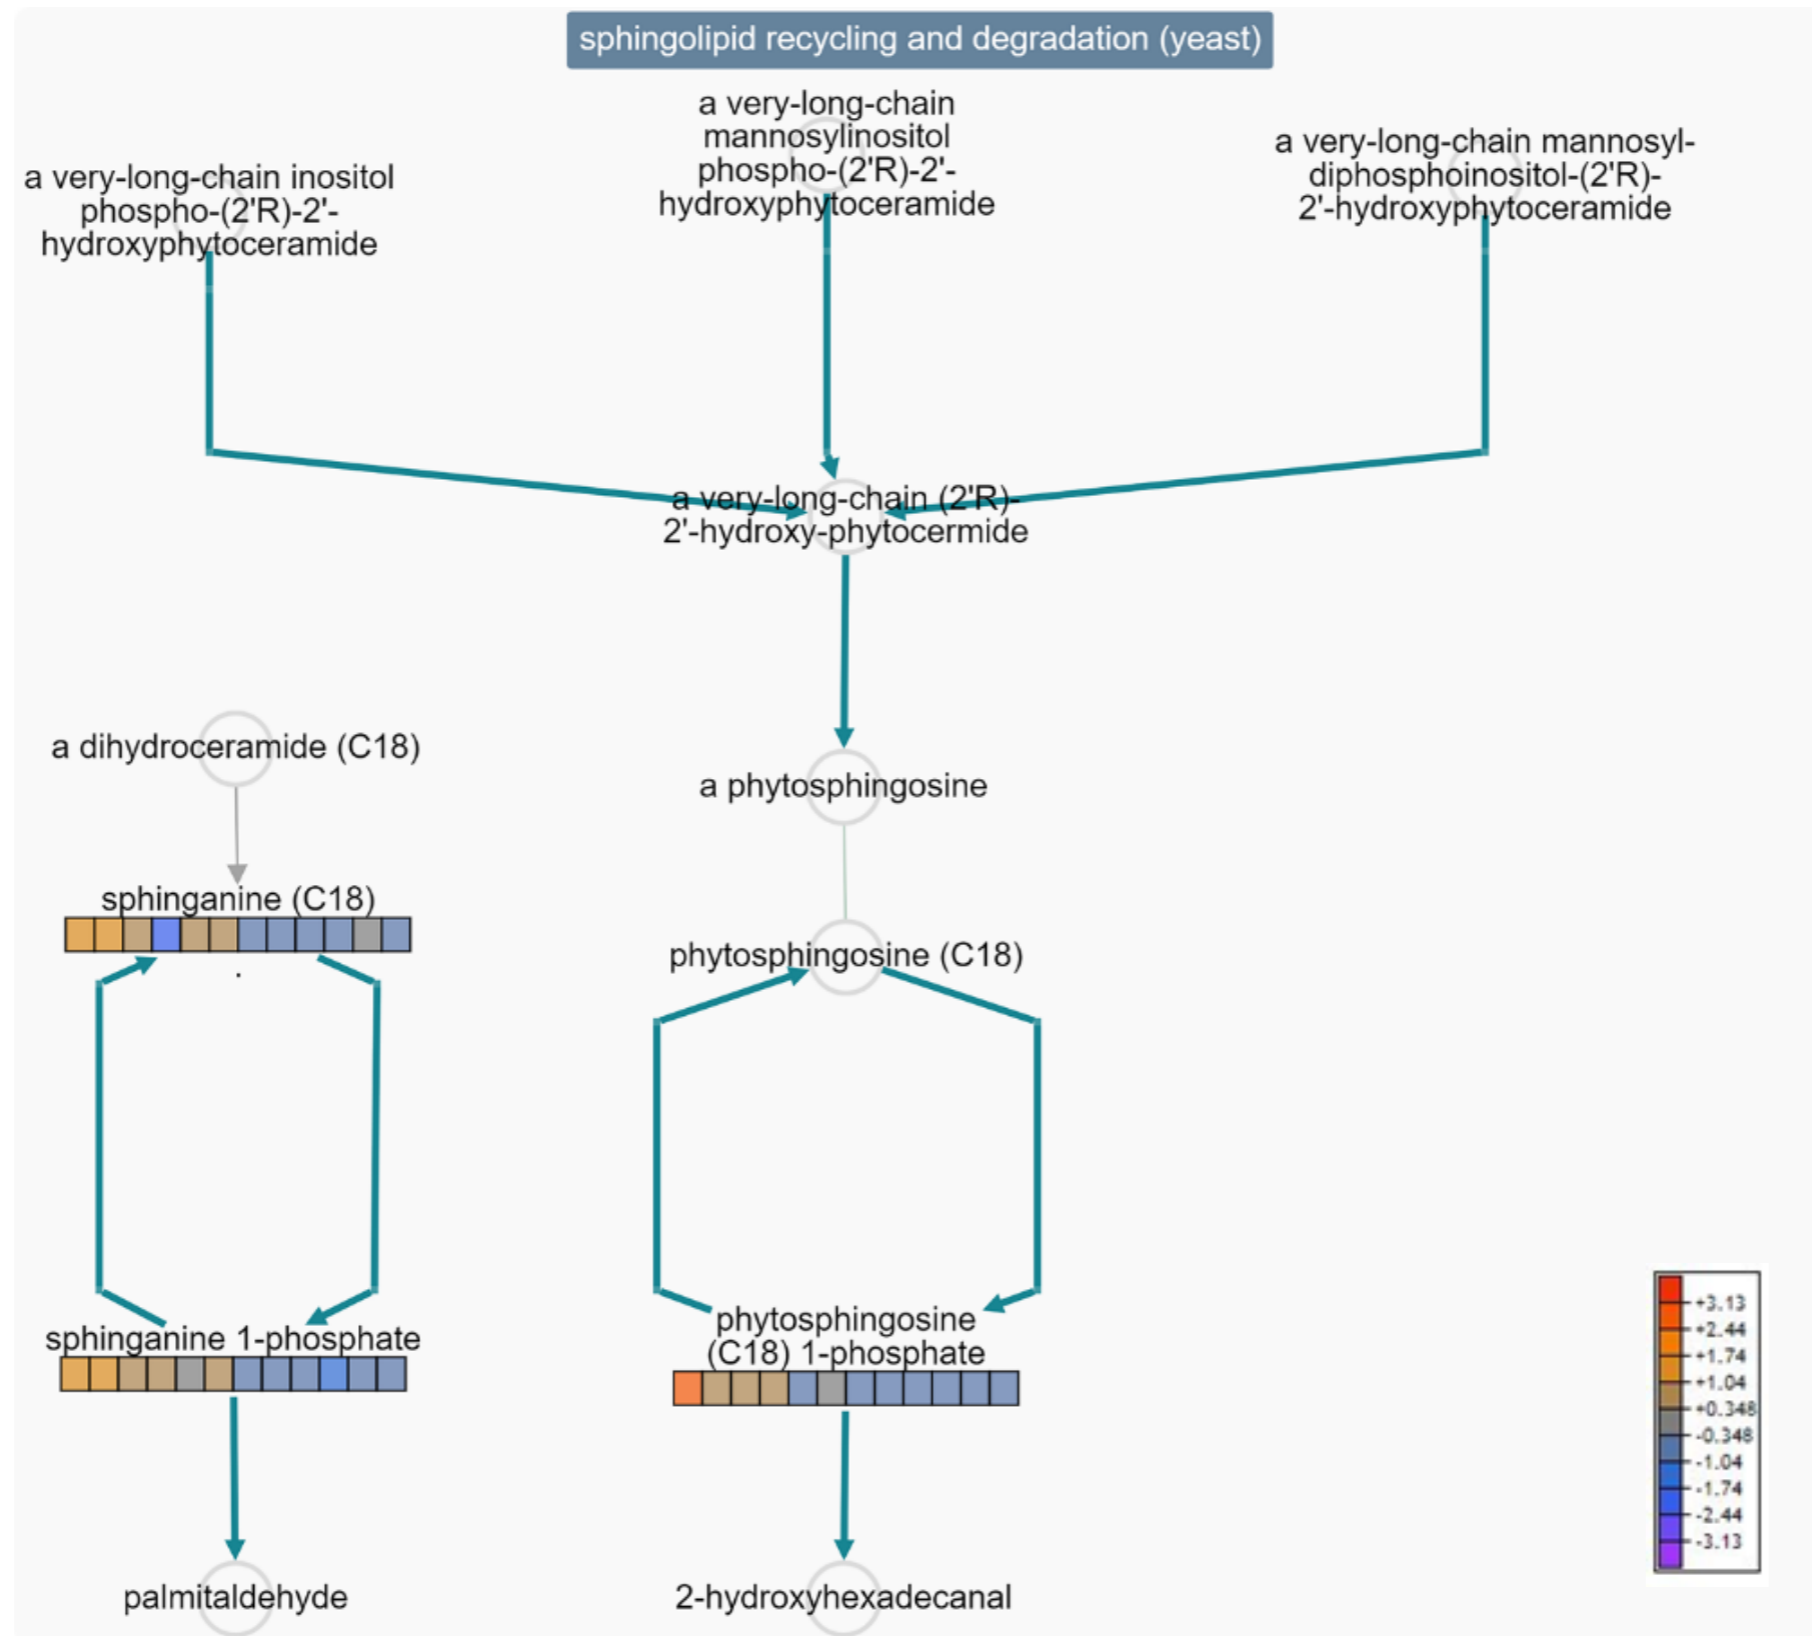 sphingolipid recycling and degradation (yeast)
a very-long-chain inositol
phospho-(2'R)-2'-
hydroxyphytoceramide
a very-long-chain
mannosylinositol
phospho-(2'R)-2'-
hydroxyphytoceramide
a very-long-chain mannosyl-
diphosphoinositol-(2'R)-
2'-hydroxyphytoceramide
a very-long-chain (2'R)-
2'-hydroxy-phytocermide
a dihydroceramide (C18)
a phytosphingosine
sphinganine (C18)
.
phytosphingosine (C18)
sphinganine 1-phosphate
phytosphingosine
(C18) 1-phosphate
palmitaldehyde
2-hydroxyhexadecanal
+3.13
+2.44
+1.74
+1.04
+0.348
-0.348
-1.04
-1.74
-2.44
-3.13